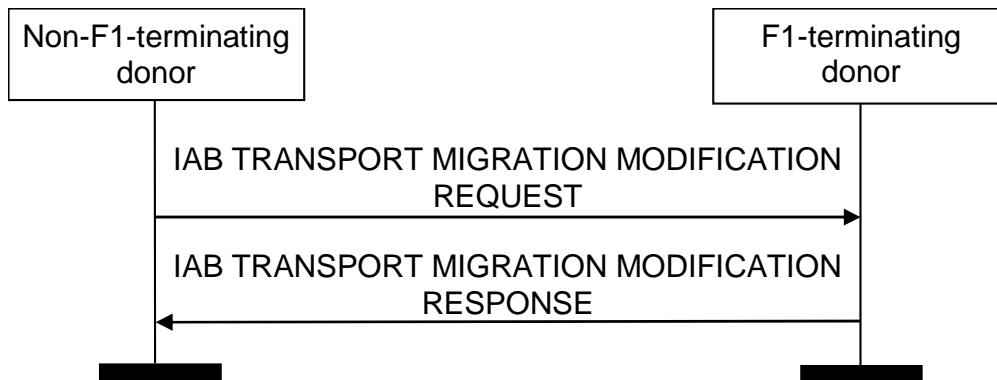 Non-F1-terminating
donor
F1-terminating
donor
IAB TRANSPORT MIGRATION MODIFICATION
REQUEST
IAB TRANSPORT MIGRATION MODIFICATION
RESPONSE